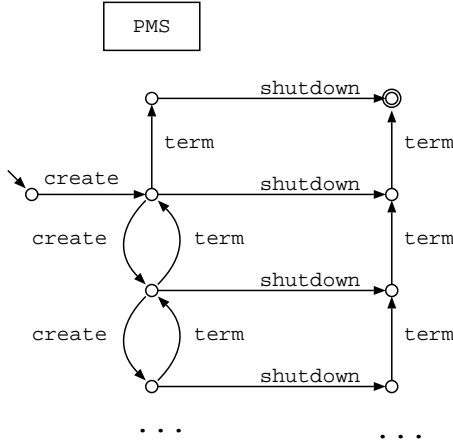 PMS
shutdown
term term
create shutdown
create term term
shutdown
create term term
shutdown
. . . . . .